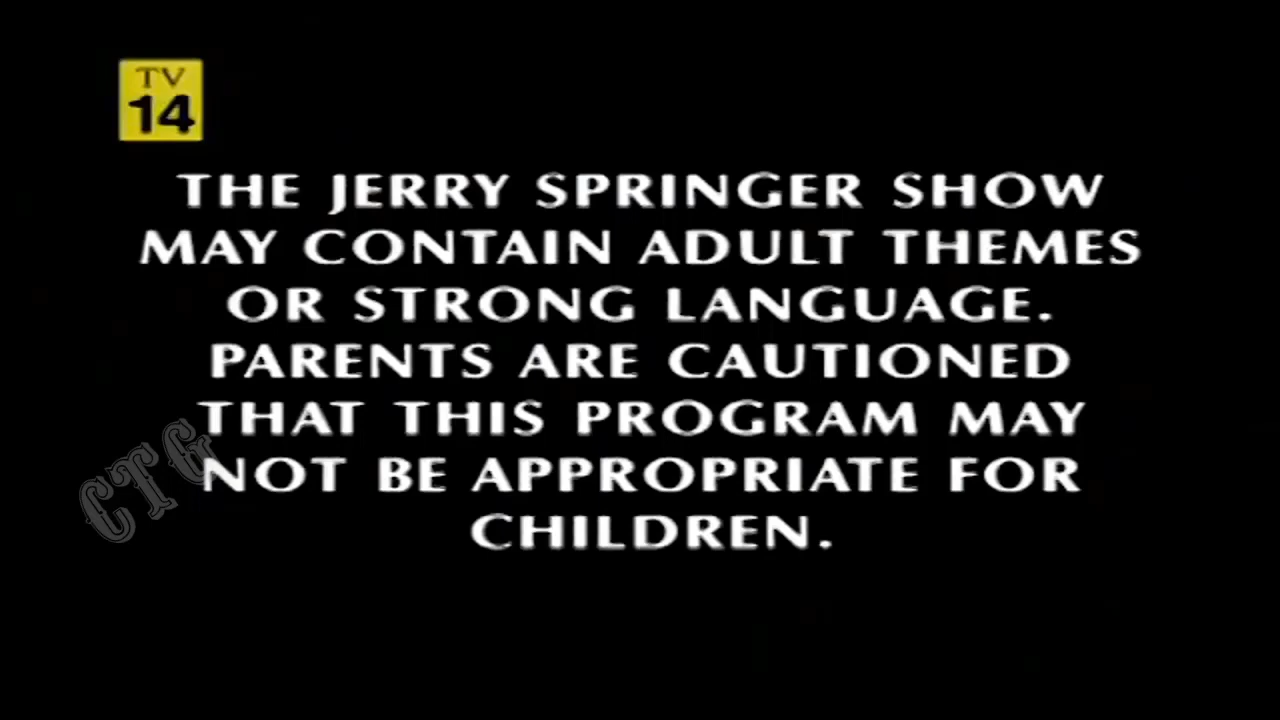 TV
14
THE JERRY SPRINGER SHOW
MAY CONTAIN ADULT THEMES
OR STRONG LANGUAGE.
PARENTS ARE CAUTIONED
THAT THIS PROGRAM MAY
NOT BE APPROPRIATE FOR
CHILDREN.
CTG